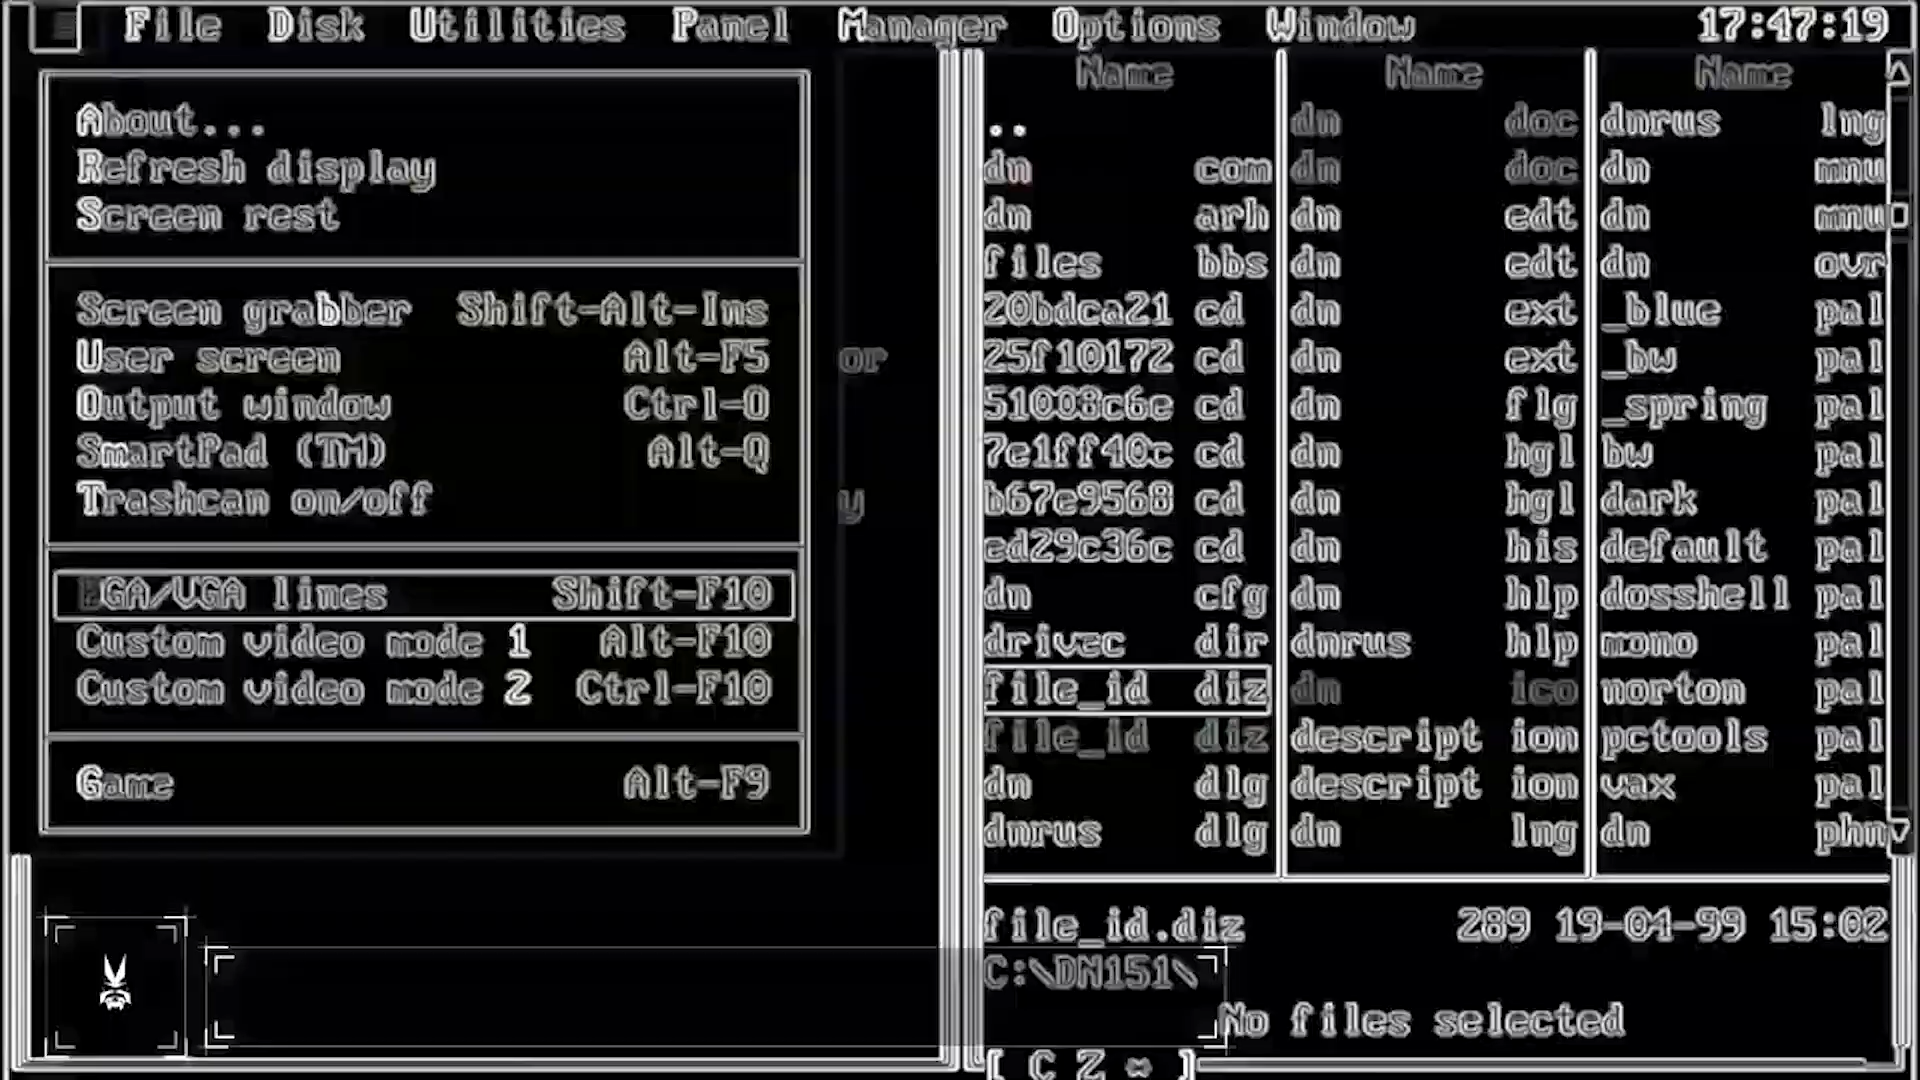 File Disk Utilities Panel Manager Options Window 17:47:19
About...
Refresh display
Screen rest
Screen grabber Shift-Alt-Ins
User screen Alt-F5
Output window Ctrl-O
SmartPad (TM) Alt-Q
Trashcan on/off
EGA/VGA lines Shift-F10
Custom video mode 1 Alt-F10
Custom video mode 2 Ctrl-F10
Game Alt-F9
or
y
Name Name Name
.. dn doc dnrus lng
dn com dn doc dn mnu
dn arh dn edt dn mnu
files bbs dn edt dn ovr
20bdca21 cd dn ext _blue pal
25f10172 cd dn ext _bw pal
51008c6e cd dn flg _spring pal
7e1ff40c cd dn hgl bw pal
b67e9568 cd dn hgl dark pal
ed29c36c cd dn his default pal
dn cfg dn hlp dosshell pal
drivec dir dnrus hlp mono pal
file_id diz dn ico norton pal
file_id diz descript ion pctools pal
dn dlg descript ion vax pal
dnrus dlg dn lng dn phn
file_id.diz 289 19-04-99 15:02
C:\DN151\
No files selected
[ C Z ]